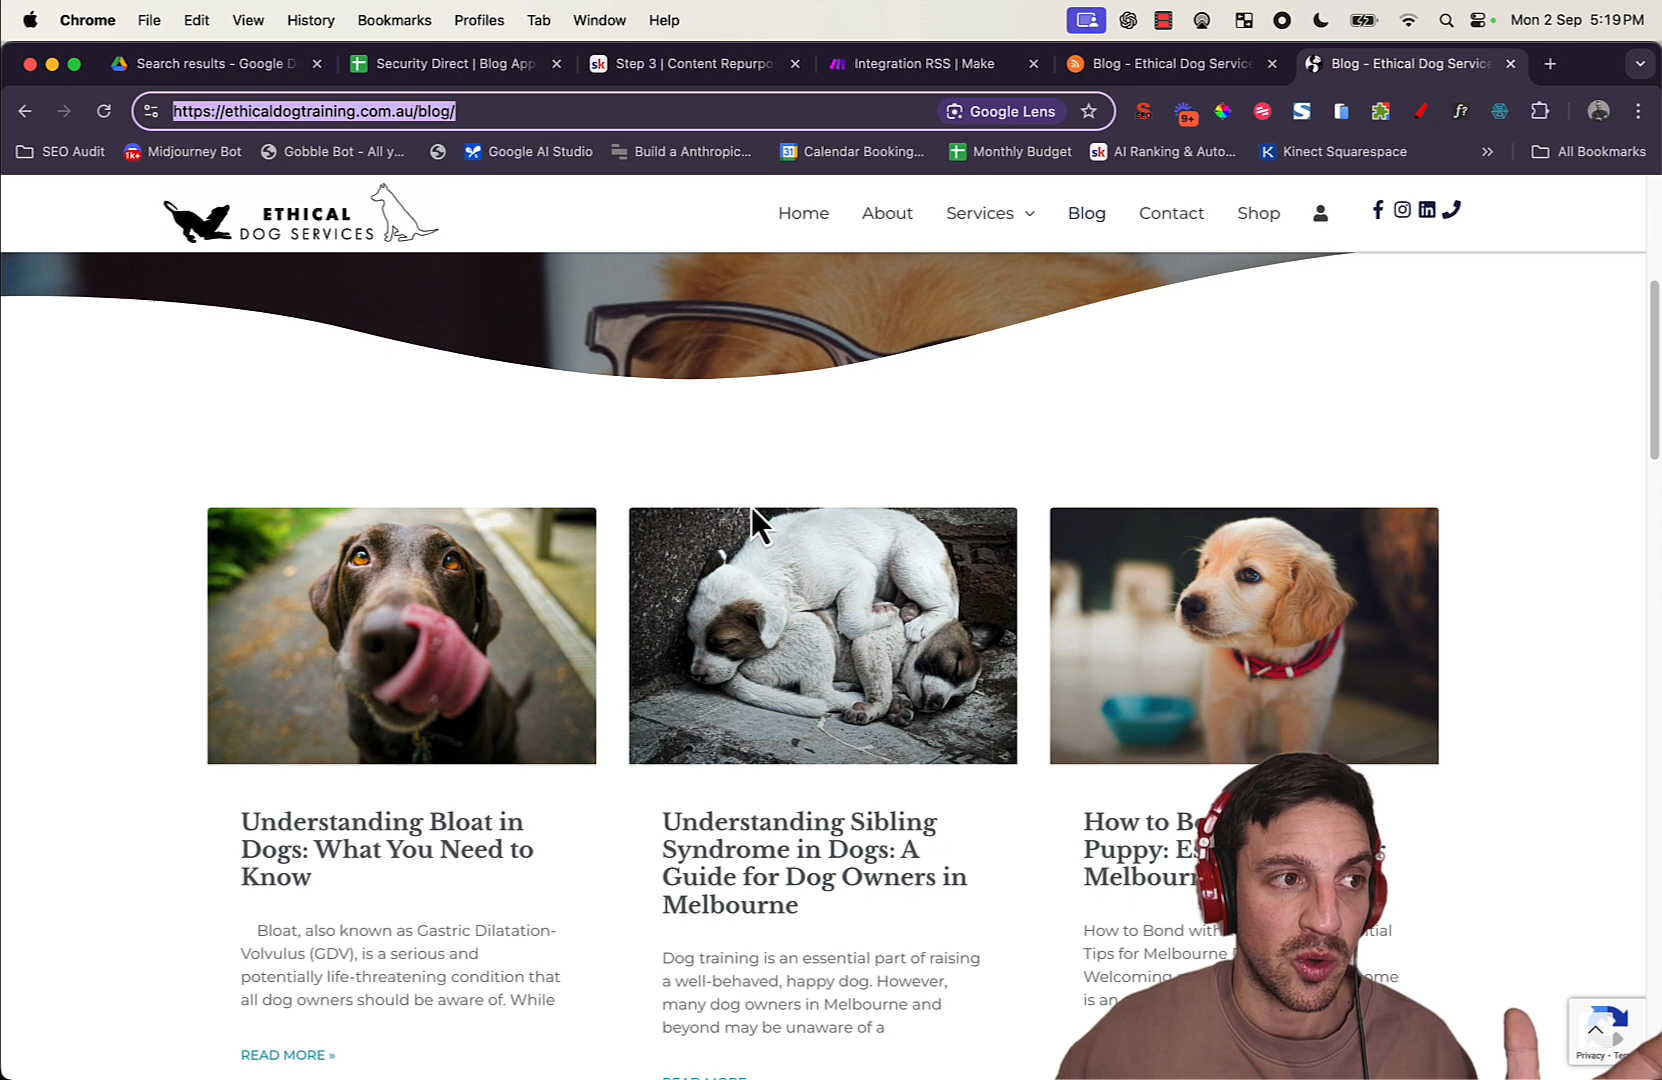 Chrome File Edit View History Bookmarks Profiles Tab Window Help Mon 2 Sep 5:19PM
Search results - Google D Security Direct | Blog App Step 3 | Content Repurpo Integration RSS | Make Blog - Ethical Dog Service Blog - Ethical Dog Service
https://ethicaldogtraining.com.au/blog/ Google Lens 9+ f?
SEO Audit 1K+ Midjourney Bot Gobble Bot - All y... Google AI Studio Build a Anthropic... 31 Calendar Booking... Monthly Budget sk AI Ranking & Auto... K Kinect Squarespace All Bookmarks
ETHICAL
DOG SERVICES
Home About Services Blog Contact Shop
Understanding Bloat in
Dogs: What You Need to
Know
Bloat, also known as Gastric Dilatation-
Volvulus (GDV), is a serious and
potentially life-threatening condition that
all dog owners should be aware of. While
READ MORE »
Understanding Sibling
Syndrome in Dogs: A
Guide for Dog Owners in
Melbourne
Dog training is an essential part of raising
a well-behaved, happy dog. However,
many dog owners in Melbourne and
beyond may be unaware of a
READ MORE
How to
Puppy:
How to Bond with
Tips for Melbourne
Welcoming
is an
Privacy